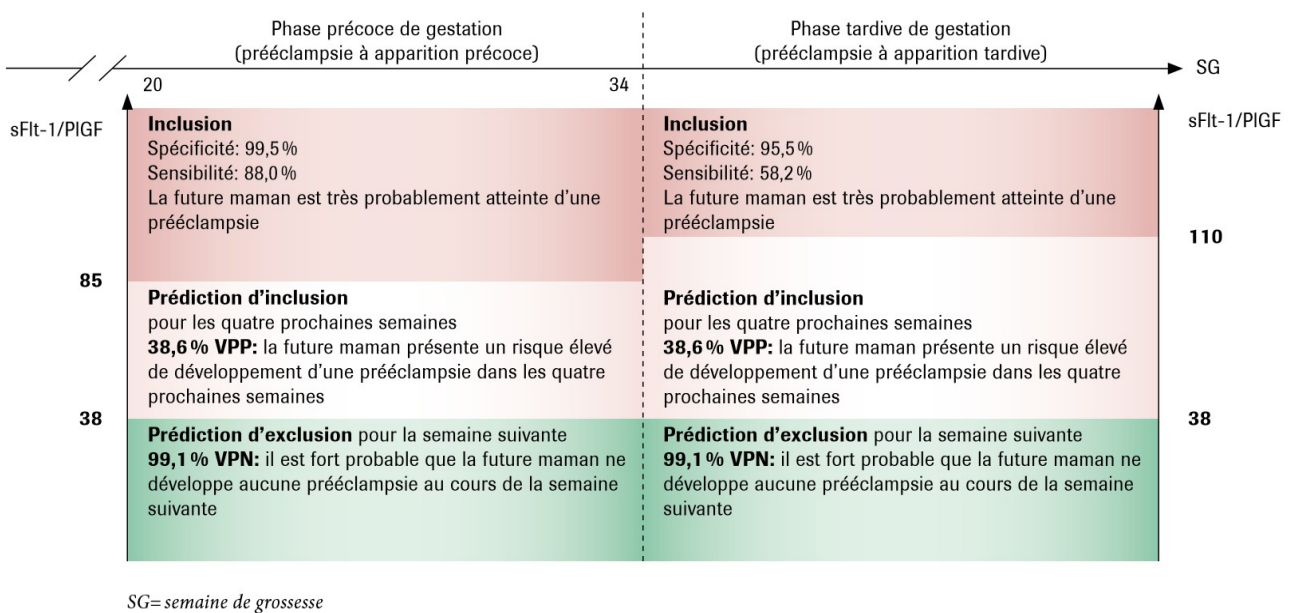 Phase précoce de gestation
(prééclampsie à apparition précoce)
Phase tardive de gestation
(prééclampsie à apparition tardive)
SG
20
34
sFlt-1/PlGF
sFlt-1/PlGF
Inclusion
Spécificité: 99,5 %
Sensibilité: 88,0 %
La future maman est très probablement atteinte d’une
prééclampsie
Inclusion
Spécificité: 95,5 %
Sensibilité: 58,2 %
La future maman est très probablement atteinte d’une
prééclampsie
110
85
Prédiction d’inclusion
pour les quatre prochaines semaines
38,6 % VPP: la future maman présente un risque élevé
de développement d’une prééclampsie dans les quatre
prochaines semaines
Prédiction d’inclusion
pour les quatre prochaines semaines
38,6 % VPP: la future maman présente un risque élevé
de développement d’une prééclampsie dans les quatre
prochaines semaines
38
38
Prédiction d’exclusion pour la semaine suivante
99,1 % VPN: il est fort probable que la future maman ne
développe aucune prééclampsie au cours de la semaine
suivante
Prédiction d’exclusion pour la semaine suivante
99,1 % VPN: il est fort probable que la future maman ne
développe aucune prééclampsie au cours de la semaine
suivante
SG= semaine de grossesse